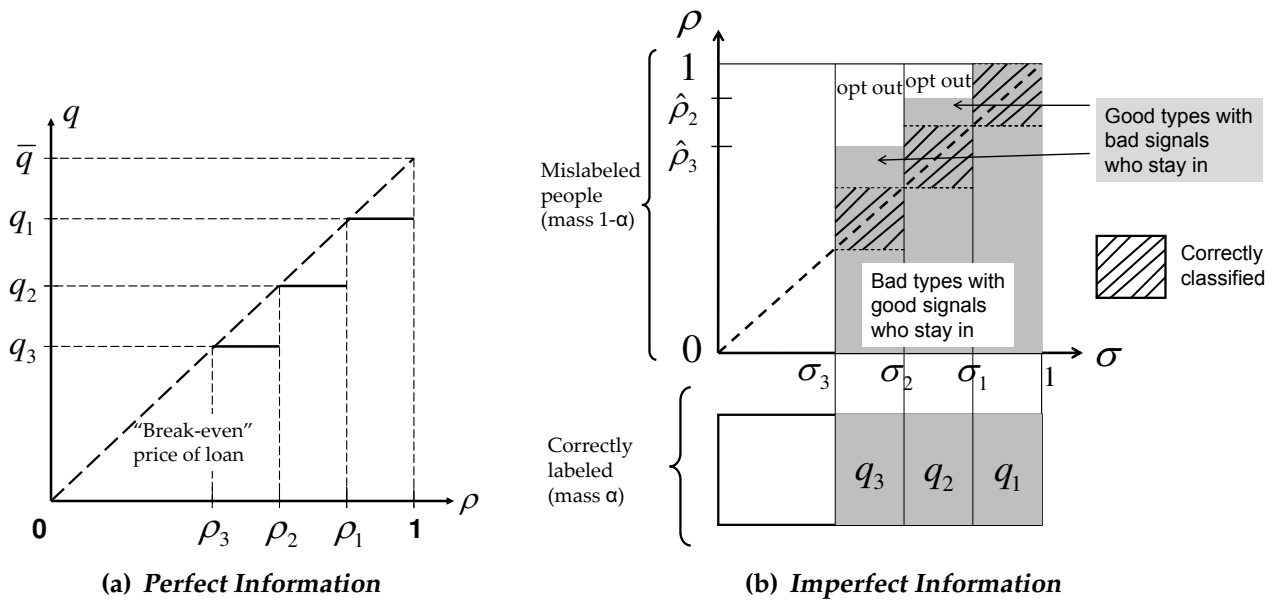 q
q̄
q₁
q₂
q₃
"Break-even"
price of loan
0
ρ₃
ρ₂
ρ₁
1
ρ
(a) Perfect Information
ρ
1
ρ̂₂
ρ̂₃
0
Mislabeled
people
(mass 1-α)
opt out
opt out
Good types with
bad signals
who stay in
Correctly
classified
Bad types with
good signals
who stay in
σ₃
σ₂
σ₁
1
σ
Correctly
labeled
(mass α)
q₃
q₂
q₁
(b) Imperfect Information